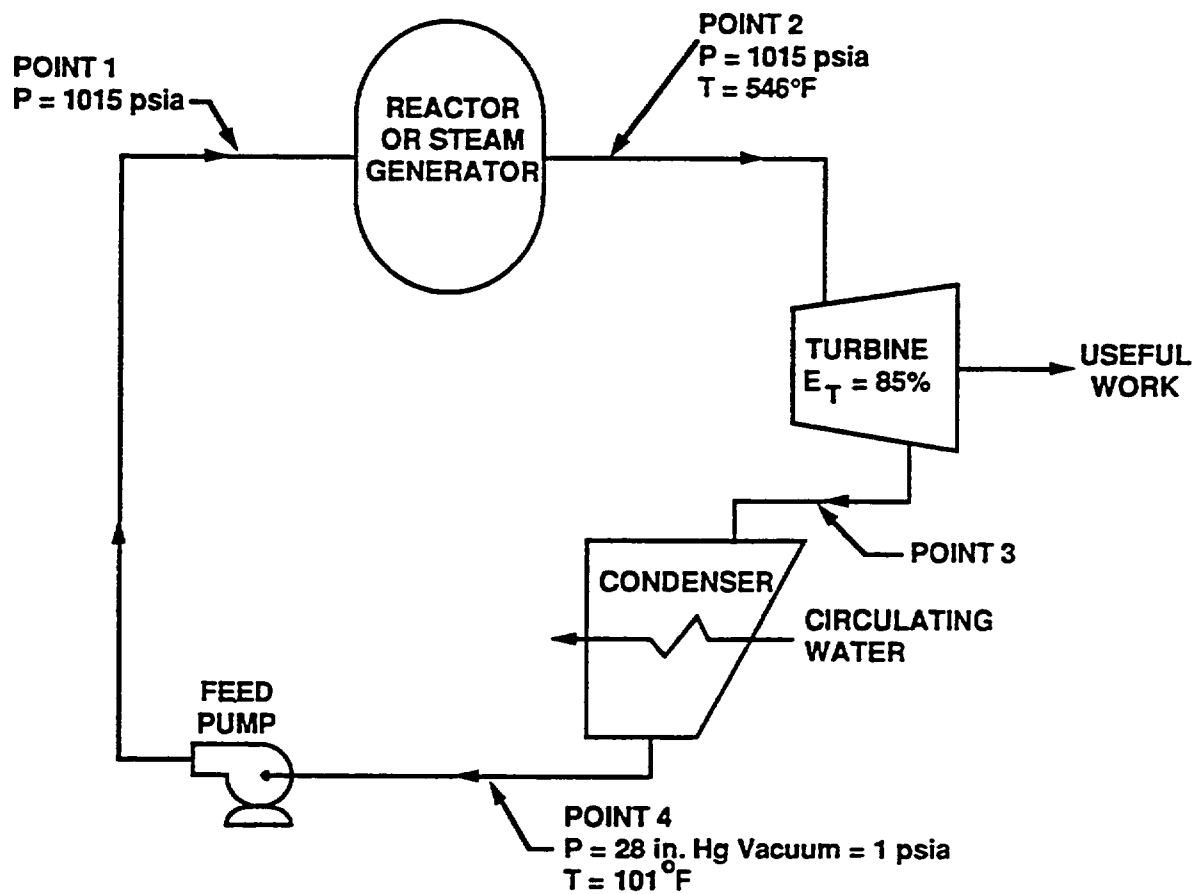 POINT 1
P = 1015 psia
REACTOR
OR STEAM
GENERATOR
POINT 2
P = 1015 psia
T = 546°F
TURBINE
E_T = 85%
USEFUL
WORK
POINT 3
CONDENSER
CIRCULATING
WATER
FEED
PUMP
POINT 4
P = 28 in. Hg Vacuum = 1 psia
T = 101°F